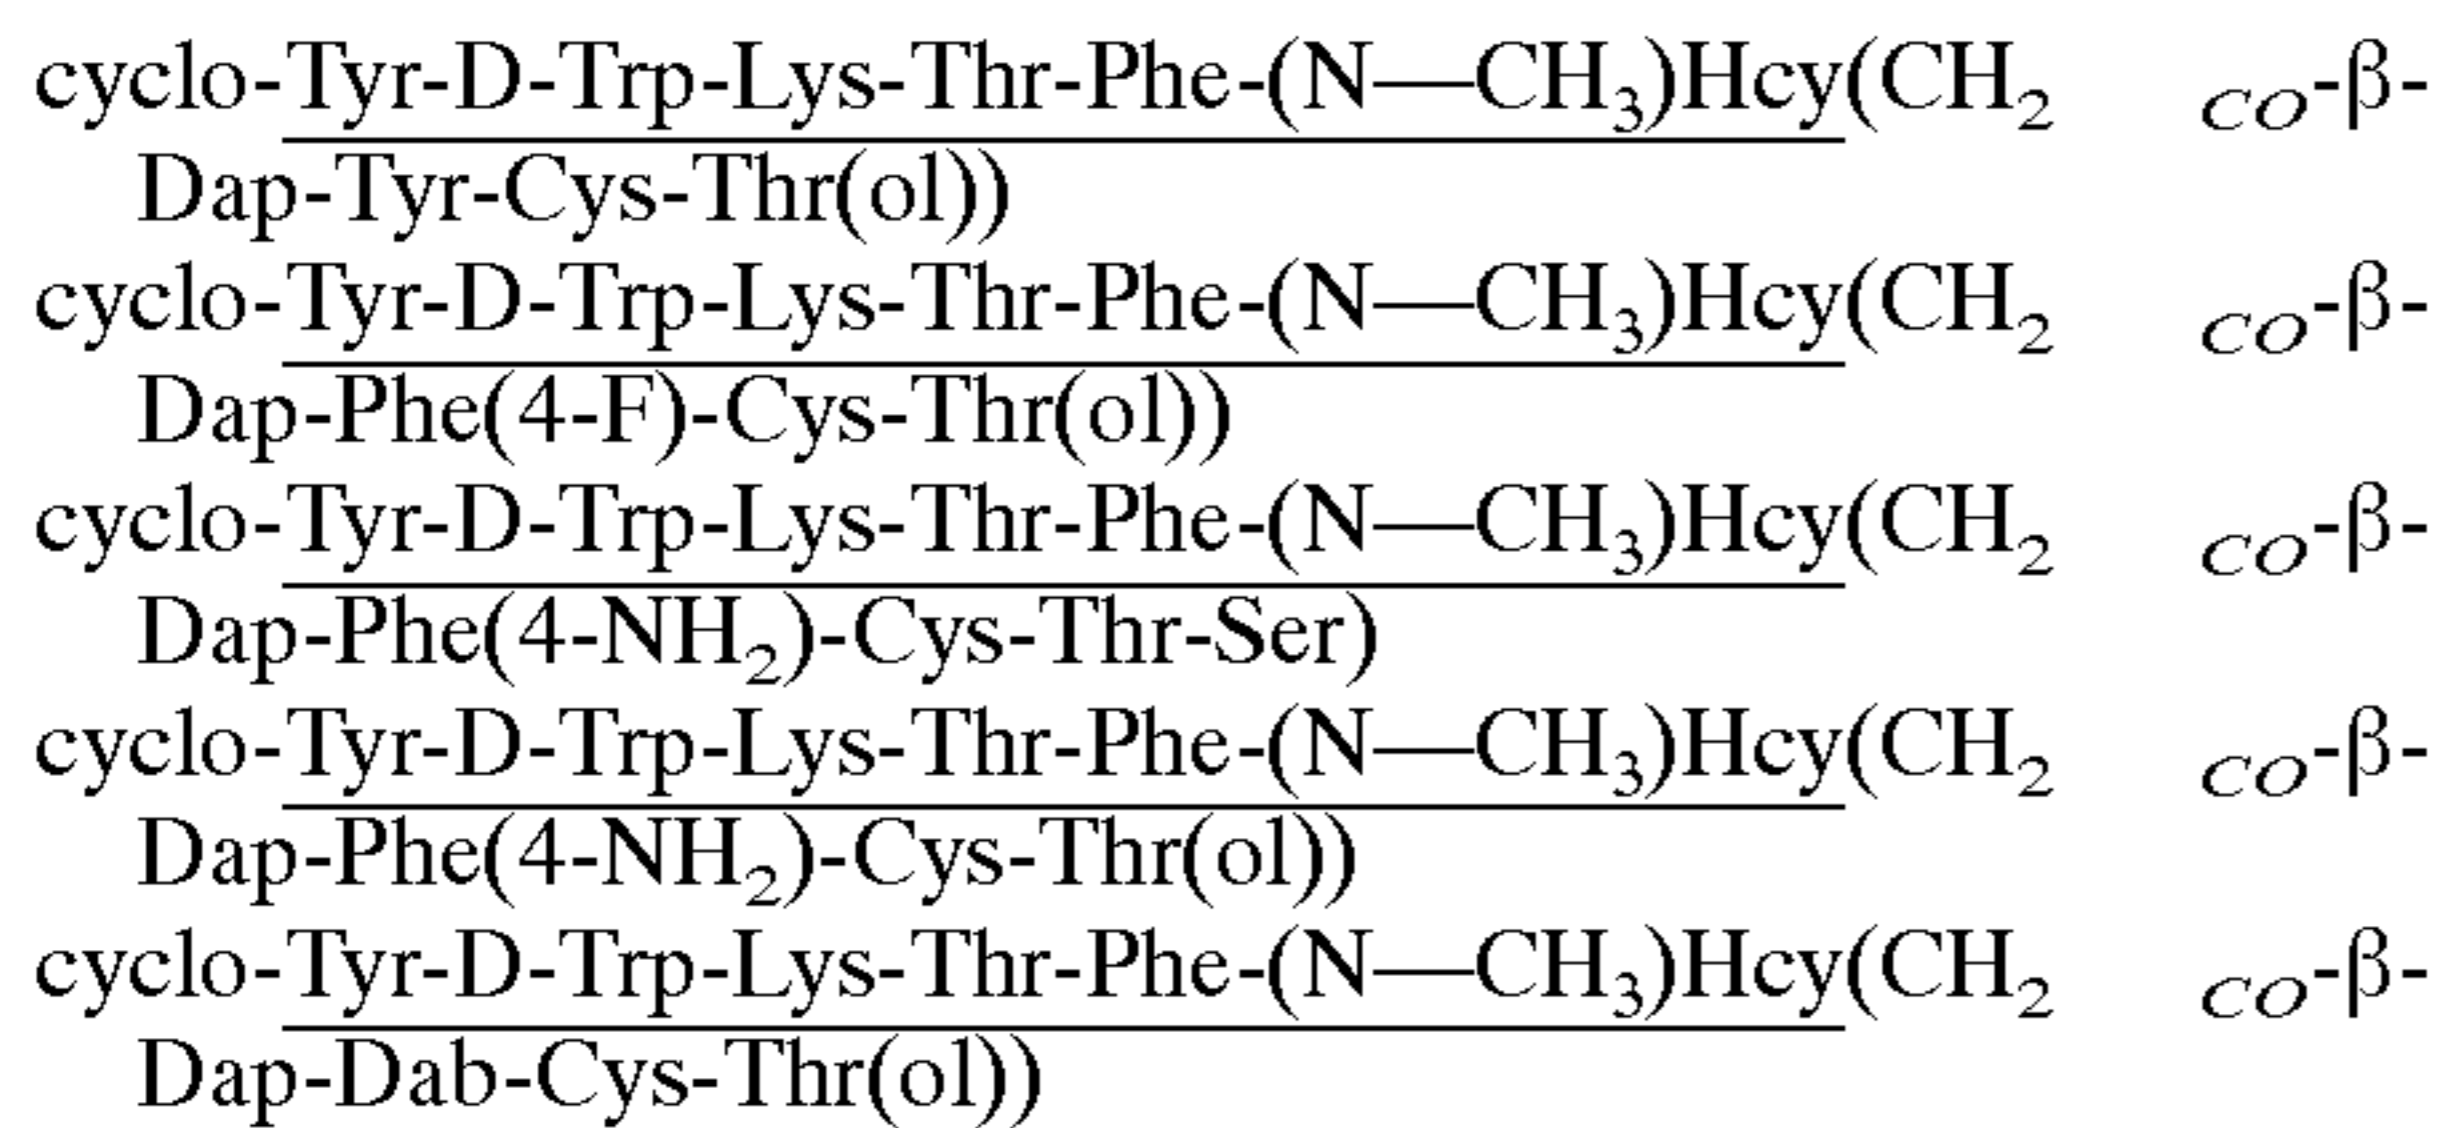 cyclo-Tyr-D-Trp-Lys-Thr-Phe-(N—CH₃)Hcy(CH₂ co-β-
Dap-Tyr-Cys-Thr(ol))
cyclo-Tyr-D-Trp-Lys-Thr-Phe-(N—CH₃)Hcy(CH₂ co-β-
Dap-Phe(4-F)-Cys-Thr(ol))
cyclo-Tyr-D-Trp-Lys-Thr-Phe-(N—CH₃)Hcy(CH₂ co-β-
Dap-Phe(4-NH₂)-Cys-Thr-Ser)
cyclo-Tyr-D-Trp-Lys-Thr-Phe-(N—CH₃)Hcy(CH₂ co-β-
Dap-Phe(4-NH₂)-Cys-Thr(ol))
cyclo-Tyr-D-Trp-Lys-Thr-Phe-(N—CH₃)Hcy(CH₂ co-β-
Dap-Dab-Cys-Thr(ol))